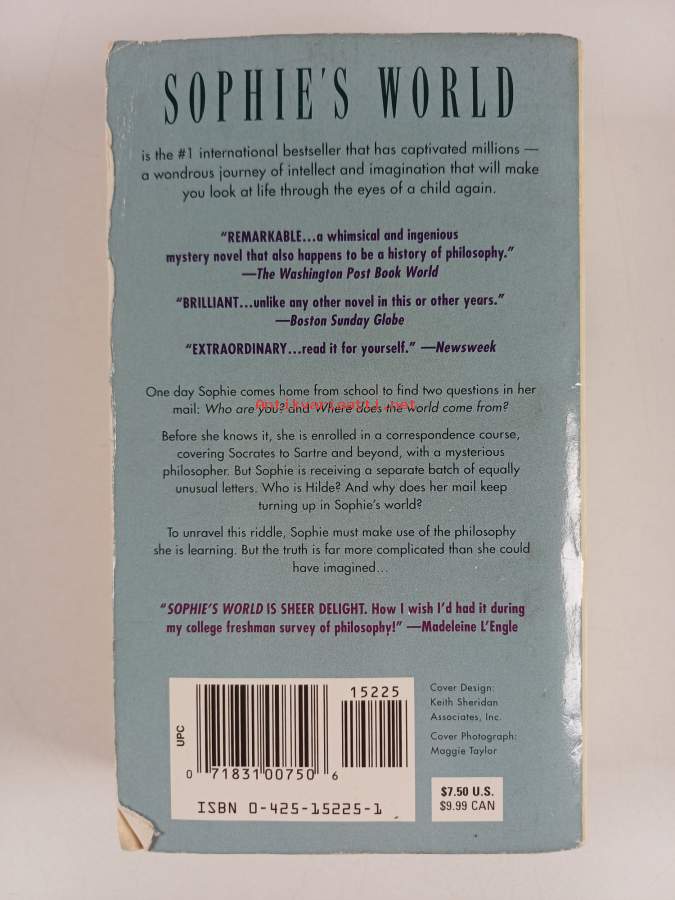 SOPHIE'S WORLD
is the #1 international bestseller that has captivated millions —
a wondrous journey of intellect and imagination that will make
you look at life through the eyes of a child again.
"REMARKABLE...a whimsical and ingenious
mystery novel that also happens to be a history of philosophy."
—The Washington Post Book World
"BRILLIANT...unlike any other novel in this or other years."
—Boston Sunday Globe
"EXTRAORDINARY...read it for yourself." —Newsweek
One day Sophie comes home from school to find two questions in her
mail: Who are you? and Where does the world come from?
Antikvariaatti.net
Before she knows it, she is enrolled in a correspondence course,
covering Socrates to Sartre and beyond, with a mysterious
philosopher. But Sophie is receiving a separate batch of equally
unusual letters. Who is Hilde? And why does her mail keep
turning up in Sophie's world?
To unravel this riddle, Sophie must make use of the philosophy
she is learning. But the truth is far more complicated than she could
have imagined...
"SOPHIE'S WORLD IS SHEER DELIGHT. How I wish I'd had it during
my college freshman survey of philosophy!" —Madeleine L'Engle
UPC
15225
0 71831 00750 6
ISBN 0-425-15225-1
Cover Design:
Keith Sheridan
Associates, Inc.
Cover Photograph:
Maggie Taylor
$7.50 U.S.
$9.99 CAN